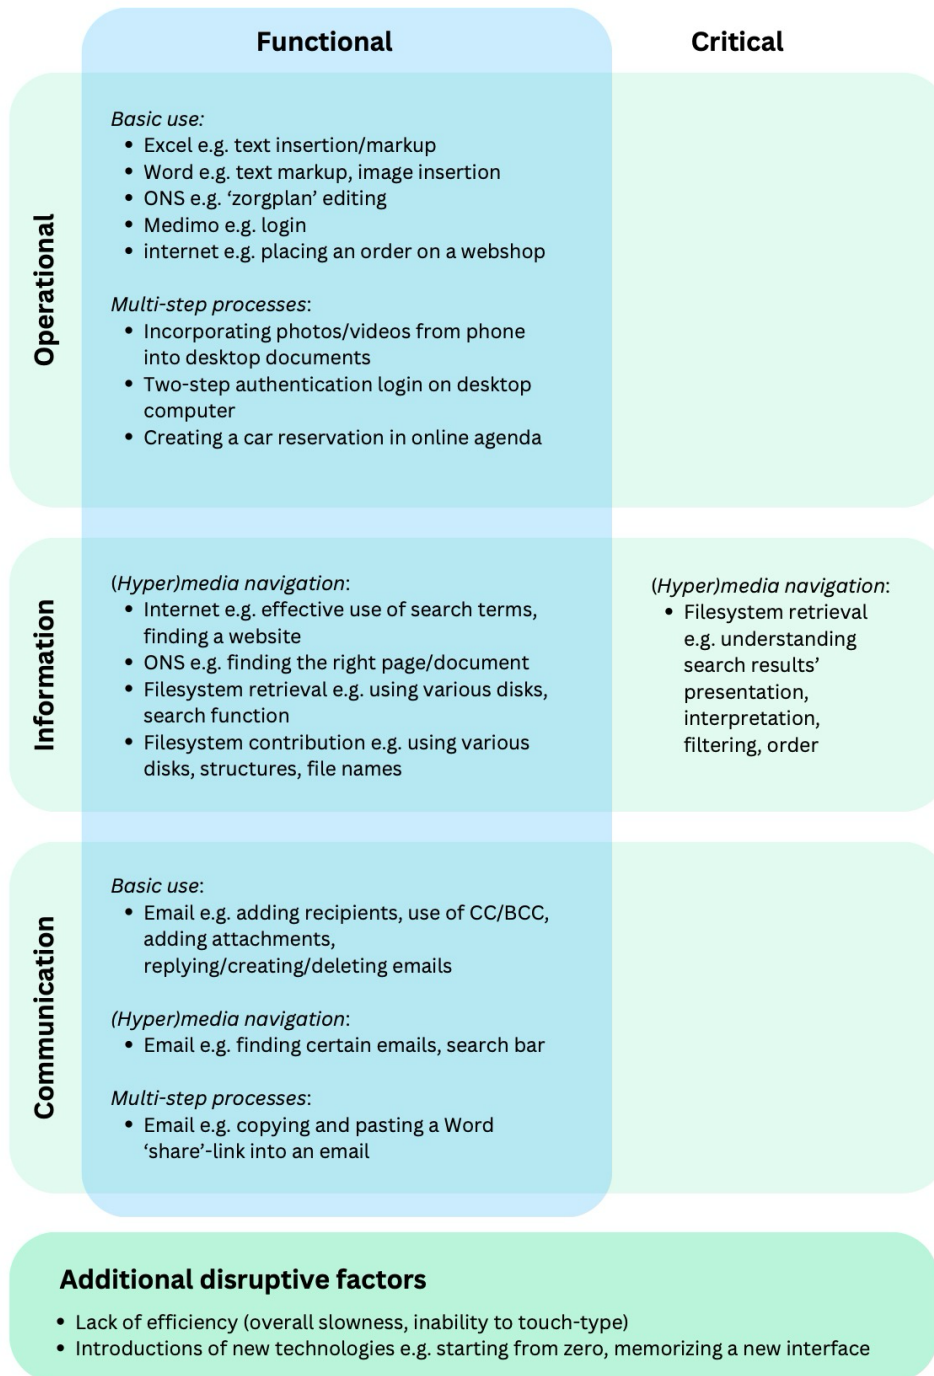 Functional
Critical
Operational
Basic use:
• Excel e.g. text insertion/markup
• Word e.g. text markup, image insertion
• ONS e.g. ‘zorgplan’ editing
• Medimo e.g. login
• internet e.g. placing an order on a webshop
Multi-step processes:
• Incorporating photos/videos from phone
into desktop documents
• Two-step authentication login on desktop
computer
• Creating a car reservation in online agenda
Information
(Hyper)media navigation:
• Internet e.g. effective use of search terms,
finding a website
• ONS e.g. finding the right page/document
• Filesystem retrieval e.g. using various disks,
search function
• Filesystem contribution e.g. using various
disks, structures, file names
(Hyper)media navigation:
• Filesystem retrieval
e.g. understanding
search results’
presentation,
interpretation,
filtering, order
Communication
Basic use:
• Email e.g. adding recipients, use of CC/BCC,
adding attachments,
replying/creating/deleting emails
(Hyper)media navigation:
• Email e.g. finding certain emails, search bar
Multi-step processes:
• Email e.g. copying and pasting a Word
‘share’-link into an email
Additional disruptive factors
• Lack of efficiency (overall slowness, inability to touch-type)
• Introductions of new technologies e.g. starting from zero, memorizing a new interface